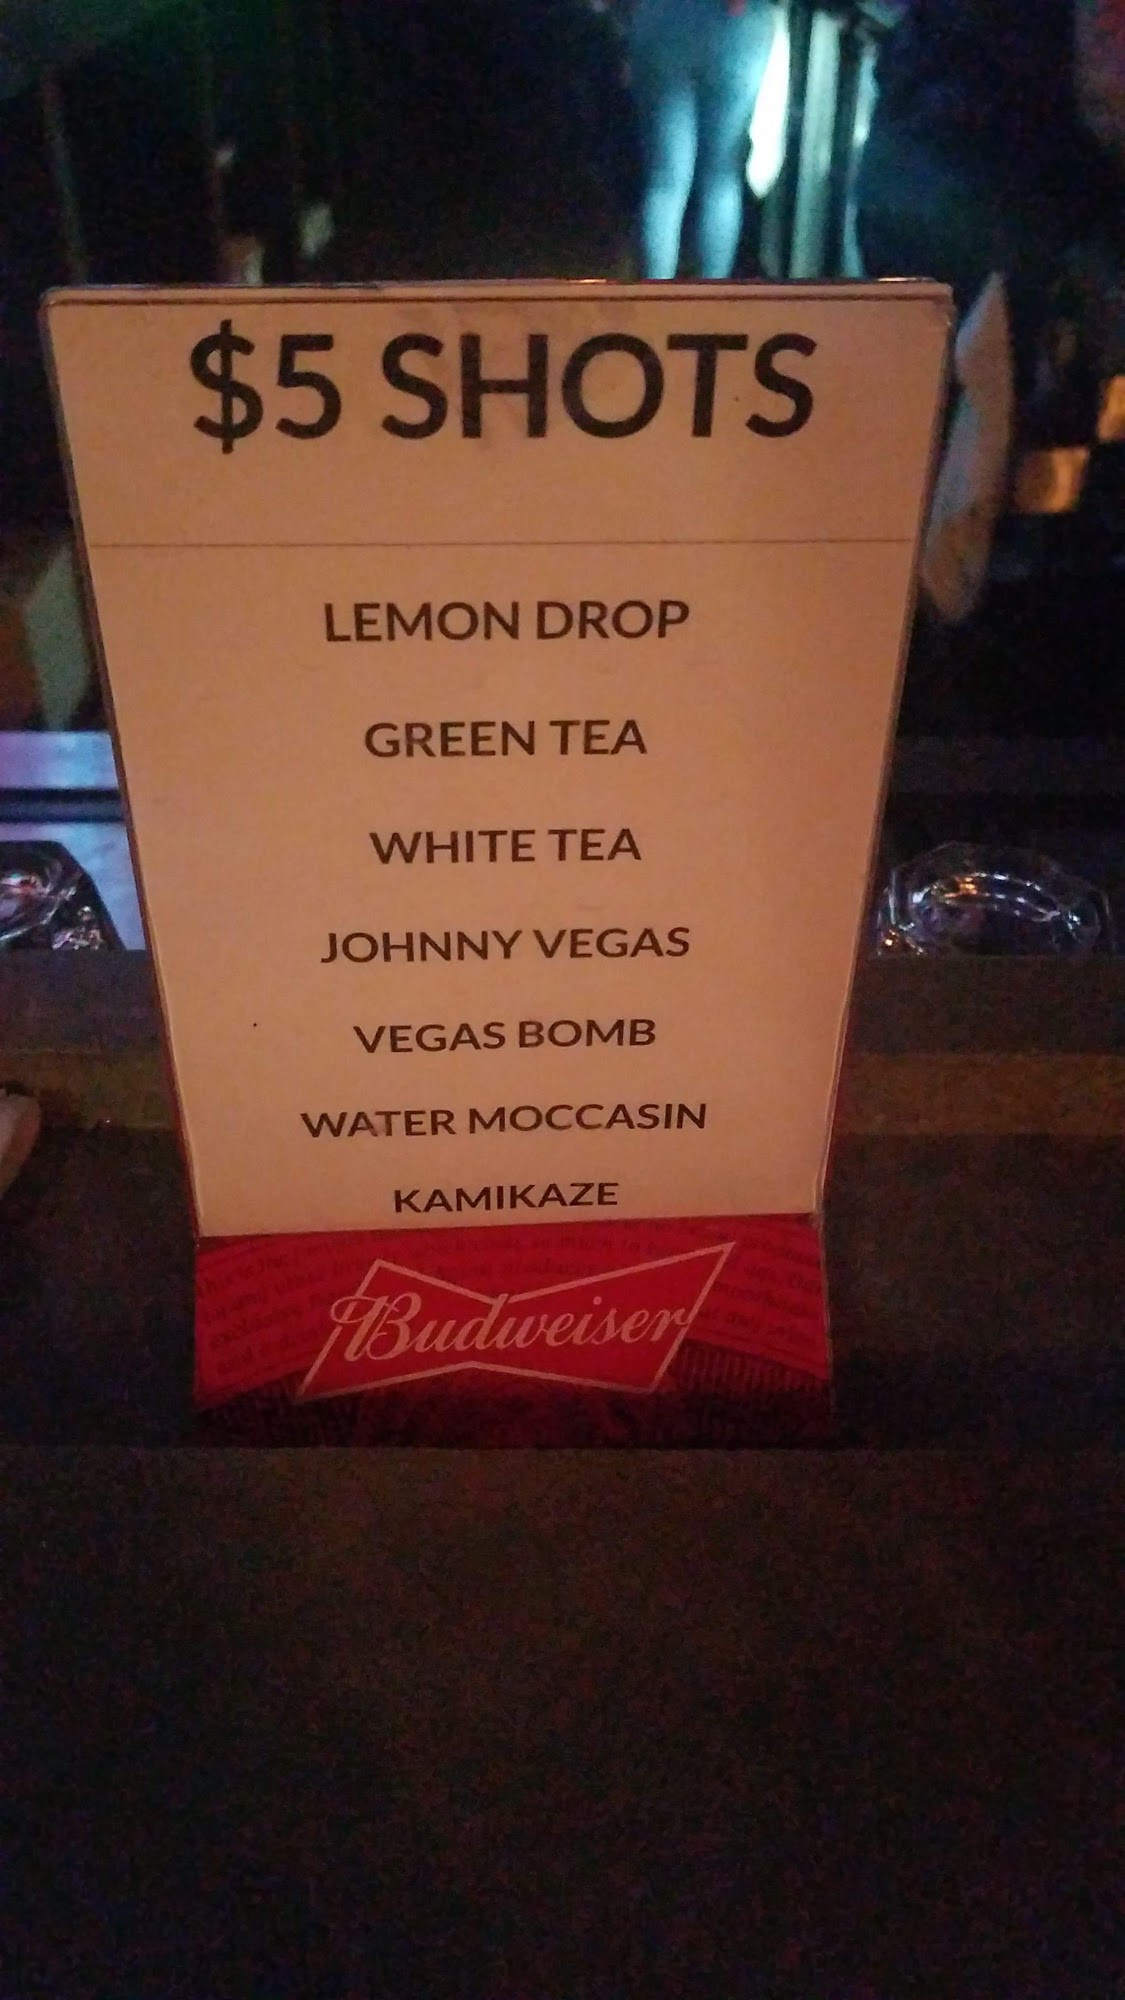 $5 SHOTS
LEMON DROP
GREEN TEA
WHITE TEA
JOHNNY VEGAS
VEGAS BOMB
WATER MOCCASIN
KAMIKAZE
Budweiser